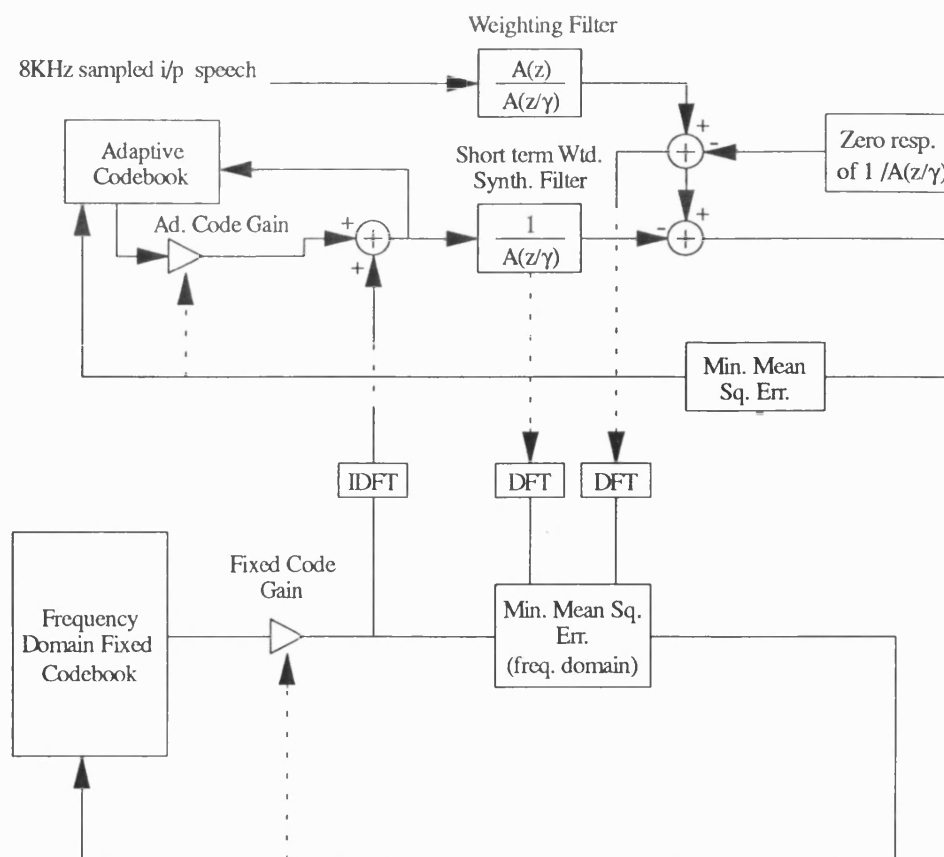 Weighting Filter
8KHz sampled i/p speech
A(z)
A(z/γ)
+
-
Zero resp.
of 1 /A(z/γ)
+
Adaptive
Codebook
Short term Wtd.
Synth. Filter
Ad. Code Gain
+
+
+
1
A(z/γ)
-
+
+
Min. Mean
Sq. Err.
IDFT
DFT
DFT
Fixed Code
Gain
Frequency
Domain Fixed
Codebook
Min. Mean Sq.
Err.
(freq. domain)